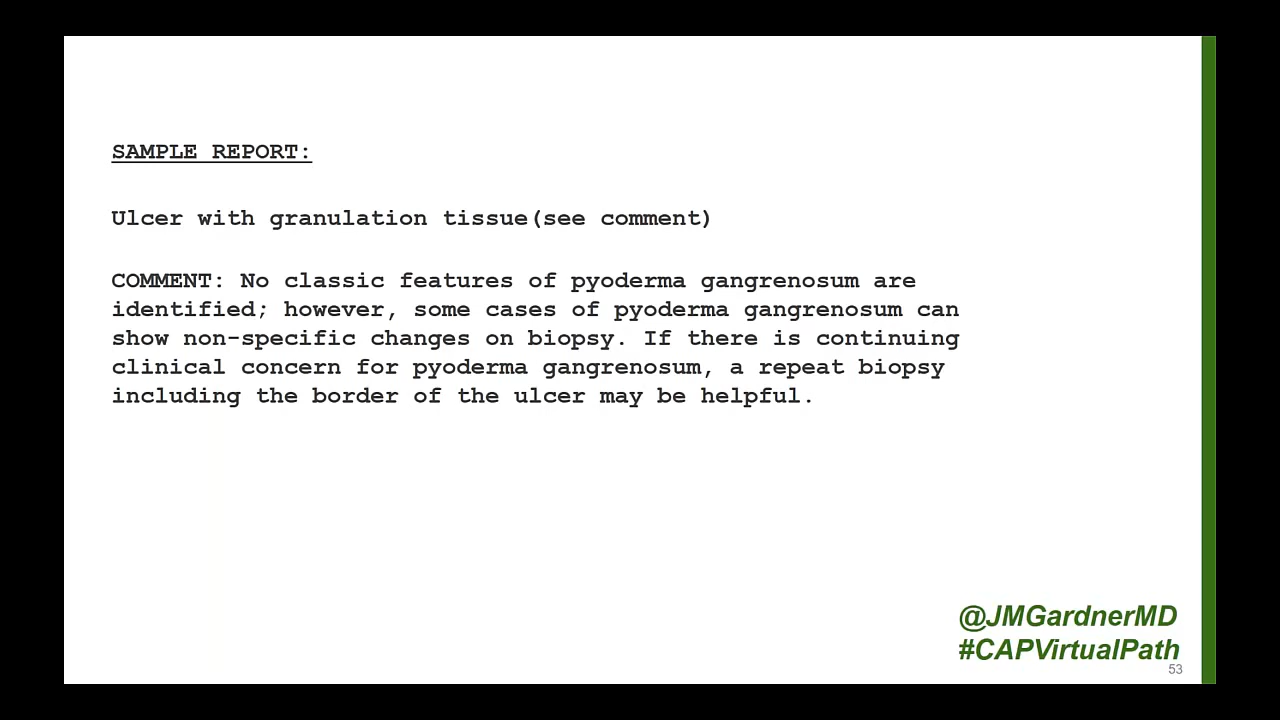 SAMPLE REPORT:
Ulcer with granulation tissue(see comment)
COMMENT: No classic features of pyoderma gangrenosum are
identified; however, some cases of pyoderma gangrenosum can
show non-specific changes on biopsy. If there is continuing
clinical concern for pyoderma gangrenosum, a repeat biopsy
including the border of the ulcer may be helpful.
@JMGardnerMD
#CAPVirtualPath
53